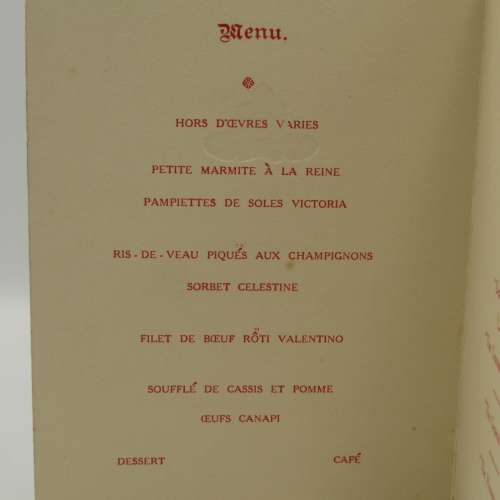 Menu.
HORS D'ŒVRES VARIES
PETITE MARMITE À LA REINE
PAMPIETTES DE SOLES VICTORIA
RIS-DE-VEAU PIQUÉS AUX CHAMPIGNONS
SORBET CELESTINE
FILET DE BŒUF RÔTI VALENTINO
SOUFFLÉ DE CASSIS ET POMME
ŒUFS CANAPI
DESSERT CAFÉ